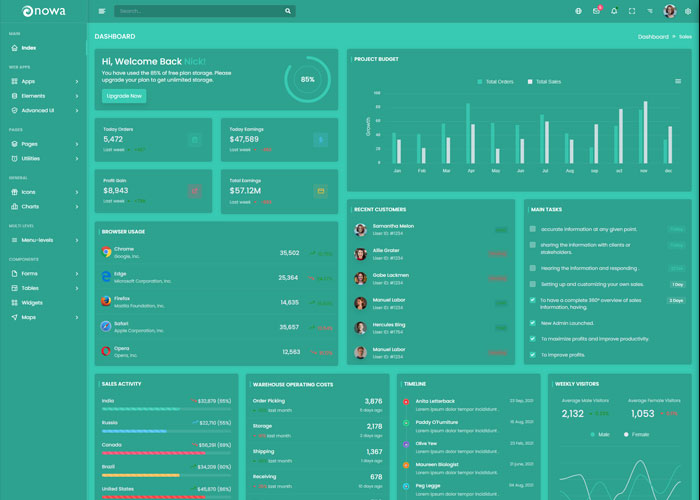 nowa
Search...
MAIN
Index
WEB APPS
Apps
Elements
Advanced UI
PAGES
Pages
Utilities
GENERAL
Icons
Charts
MULTI LEVEL
Menu-levels
COMPONENTS
Forms
Tables
Widgets
Maps
DASHBOARD
Dashboard
Sales
Hi, Welcome Back Nick!
You have used the 85% of free plan storage. Please
upgrade your plan to get unlimited storage.
Upgrade Now
85%
Today Orders
5,472
Last week
Today Earnings
$47,589
Last week
Profit Gain
$8,943
Last week
Total Earnings
$57.12M
Last week
PROJECT BUDGET
Total Orders
Total Sales
Growth
Jan Feb Mar Apr May Jun Jul Aug sep oct nov dec
BROWSER USAGE
Chrome
Google, Inc.
35,502
Edge
Microsoft Corporation, Inc.
25,364
Firefox
Mozilla Foundation, Inc.
14,635
Safari
Apple Corporation, Inc.
35,657
Opera
Opera, Inc.
12,563
RECENT CUSTOMERS
Samantha Melon
User ID: #1234
Allie Grater
Gabe Lackmen
User ID: #1234
Manuel Labor
User ID: #1234
Hercules Bing
Manuel Labor
User ID: #1234
MAIN TASKS
accurate information at any given point.
sharing the information with clients or
stakeholders.
Hearing the information and responding .
Setting up and customizing your own sales.
1 Day
To have a complete 360° overview of sales
information, having.
2 Days
New Admin Launched.
To maximize profits and improve productivity.
To improve profits.
SALES ACTIVITY
India
$32,879 (65%)
Russia
$22,710 (55%)
Canada
$56,291 (69%)
Brazil
$34,209 (60%)
United States
$45,870 (86%)
WAREHOUSE OPERATING COSTS
Order Picking
3,876
last month
5 days ago
Storage
2,178
last month
2 days ago
Shipping
1,367
last month
1 days ago
Receiving
678
last month
10 days ago
TIMELINE
Anita Letterback
23 Sep, 2021
Lorem ipsum dolor tempor incididunt .
Paddy O'furniture
16 Aug, 2021
Lorem ipsum dolor tempor incididunt .
Olive Yew
23 Feb, 2021
Lorem ipsum dolor tempor incididunt .
Maureen Biologist
21 june, 2021
Lorem ipsum dolor tempor incididunt .
Peg Legge
04 Aug, 2021
Lorem ipsum dolor tempor incididunt .
WEEKLY VISITORS
Average Male Visitors
2,132
Average Female Visitors
1,053
Male
Female